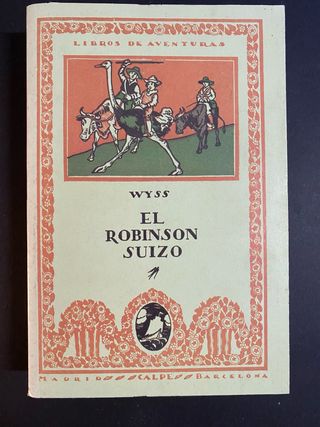 LIBROS DE AVENTURAS
WYSS
EL
ROBINSON
SUIZO
MADRID CALPE BARCELONA